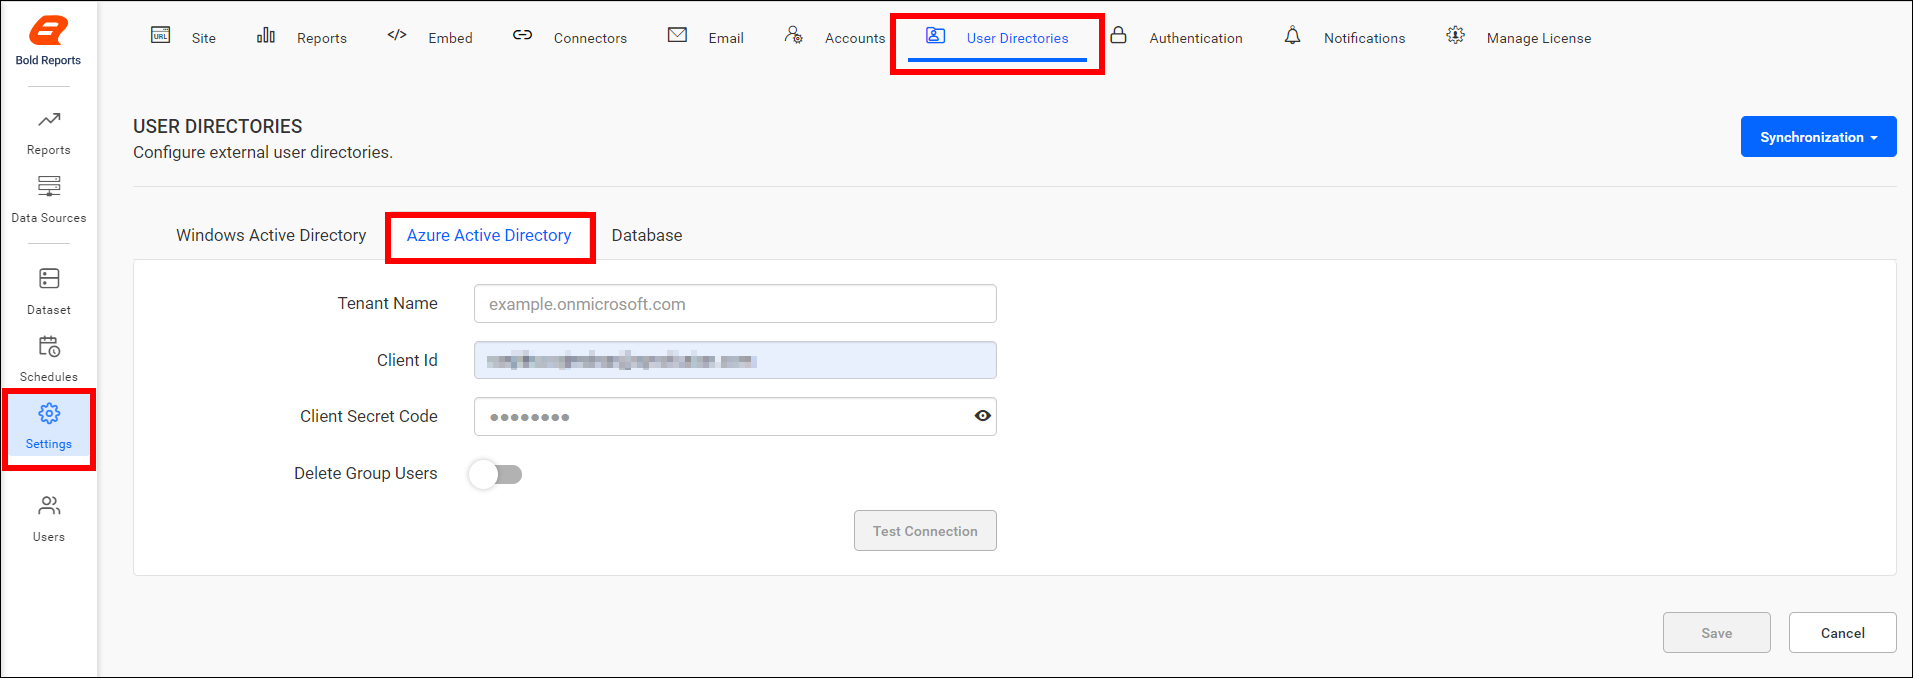 Bold Reports
Reports
Data Sources
Dataset
Schedules
Settings
Users
URL Site Reports </> Embed Connectors Email Accounts User Directories Authentication Notifications Manage License
USER DIRECTORIES
Configure external user directories.
Synchronization
Windows Active Directory Azure Active Directory Database
Tenant Name example.onmicrosoft.com
Client Id
Client Secret Code ●●●●●●●●
Delete Group Users
Test Connection
Save Cancel